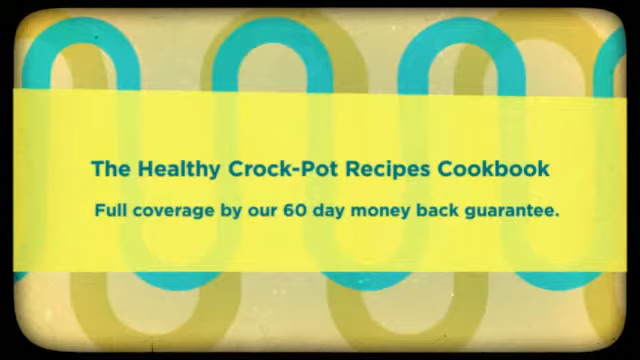 The Healthy Crock-Pot Recipes Cookbook
Full coverage by our 60 day money back guarantee.